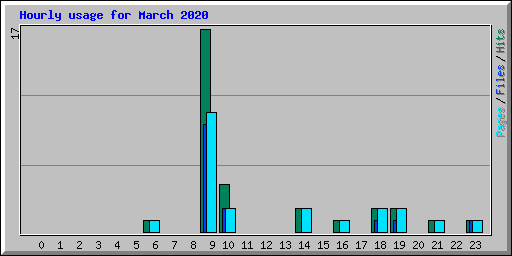 Hourly usage for March 2020
17
Pages/Files/Hits
0 1 2 3 4 5 6 7 8 9 10 11 12 13 14 15 16 17 18 19 20 21 22 23